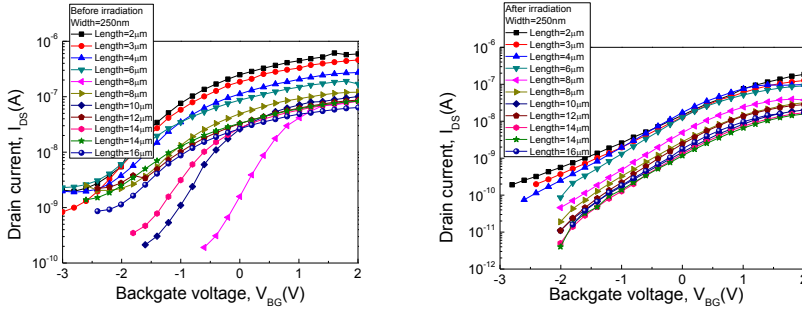 Before irradiation
Width=250nm
Length=2μm
Length=3μm
Length=4μm
Length=6μm
Length=8μm
Length=8μm
Length=10μm
Length=12μm
Length=14μm
Length=14μm
Length=16μm
Drain current, I_DS(A)
10^-6
10^-7
10^-8
10^-9
10^-10
-3 -2 -1 0 1 2
Backgate voltage, V_BG(V)
After irradiation
Width=250nm
Length=2μm
Length=3μm
Length=4μm
Length=6μm
Length=8μm
Length=8μm
Length=10μm
Length=12μm
Length=14μm
Length=14μm
Length=16μm
Drain current, I_DS(A)
10^-6
10^-7
10^-8
10^-9
10^-10
10^-11
10^-12
-3 -2 -1 0 1 2
Backgate voltage, V_BG(V)